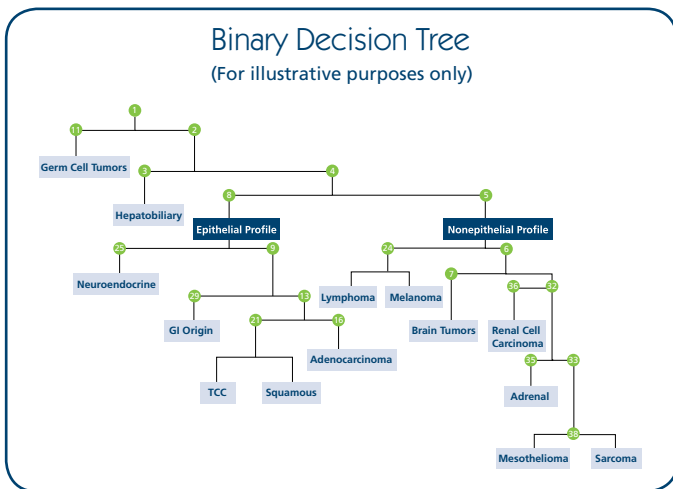 Binary Decision Tree
(For illustrative purposes only)
1
11
2
Germ Cell Tumors
3
4
Hepatobiliary
8
5
Epithelial Profile
Nonepithelial Profile
25
9
24
6
Neuroendocrine
7
Lymphoma
Melanoma
36
32
29
13
GI Origin
21
16
Brain Tumors
Renal Cell
Carcinoma
Adenocarcinoma
35
33
TCC
Squamous
Adrenal
38
Mesothelioma
Sarcoma